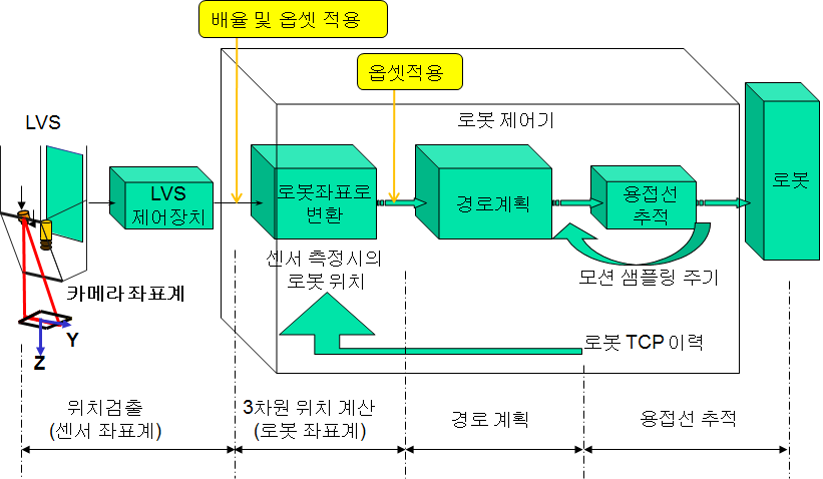 배율 및 옵셋 적용
옵셋적용
로봇 제어기
LVS
LVS
제어장치
로봇좌표로
변환
경로계획
용접선
추적
로봇
센서 측정시의
로봇 위치
모션 샘플링 주기
카메라 좌표계
Y
Z
로봇 TCP 이력
위치검출
(센서 좌표계)
3차원 위치 계산
(로봇 좌표계)
경로 계획
용접선 추적